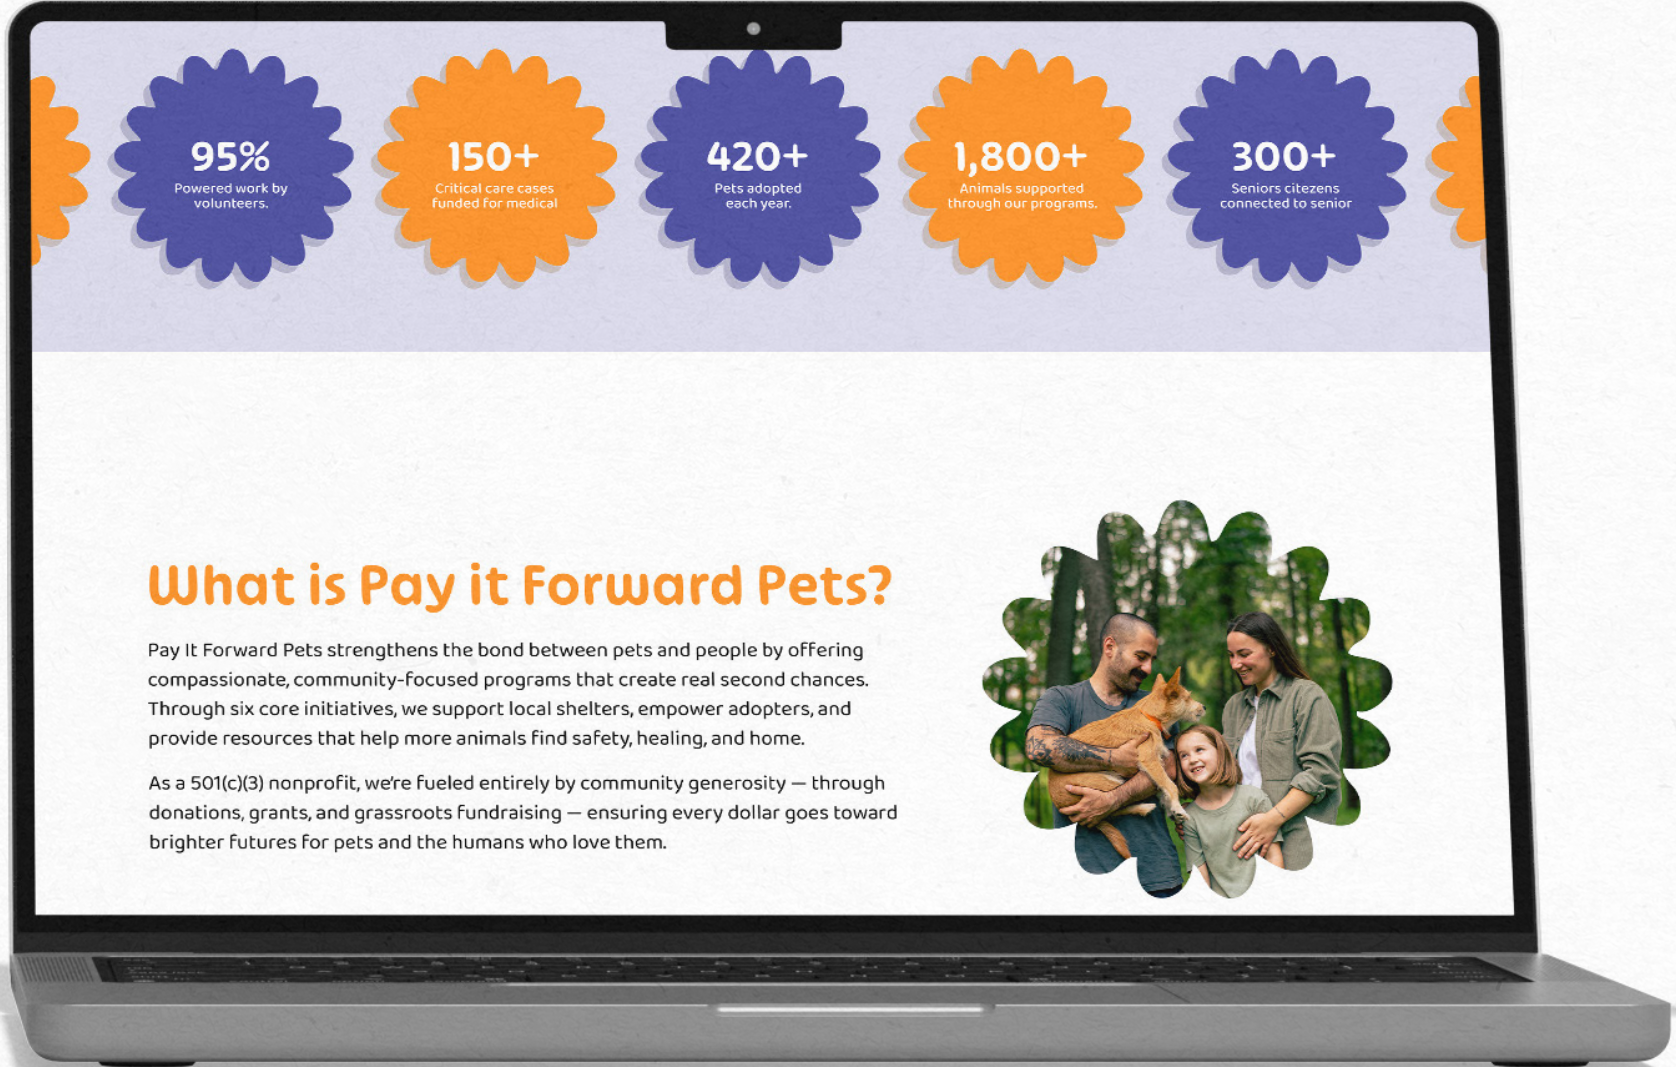 95%
Powered work by
volunteers.
150+
Critical care cases
funded for medical
420+
Pets adopted
each year.
1,800+
Animals supported
through our programs.
300+
Seniors citezens
connected to senior
What is Pay it Forward Pets?
Pay It Forward Pets strengthens the bond between pets and people by offering
compassionate, community-focused programs that create real second chances.
Through six core initiatives, we support local shelters, empower adopters, and
provide resources that help more animals find safety, healing, and home.
As a 501(c)(3) nonprofit, we're fueled entirely by community generosity — through
donations, grants, and grassroots fundraising — ensuring every dollar goes toward
brighter futures for pets and the humans who love them.